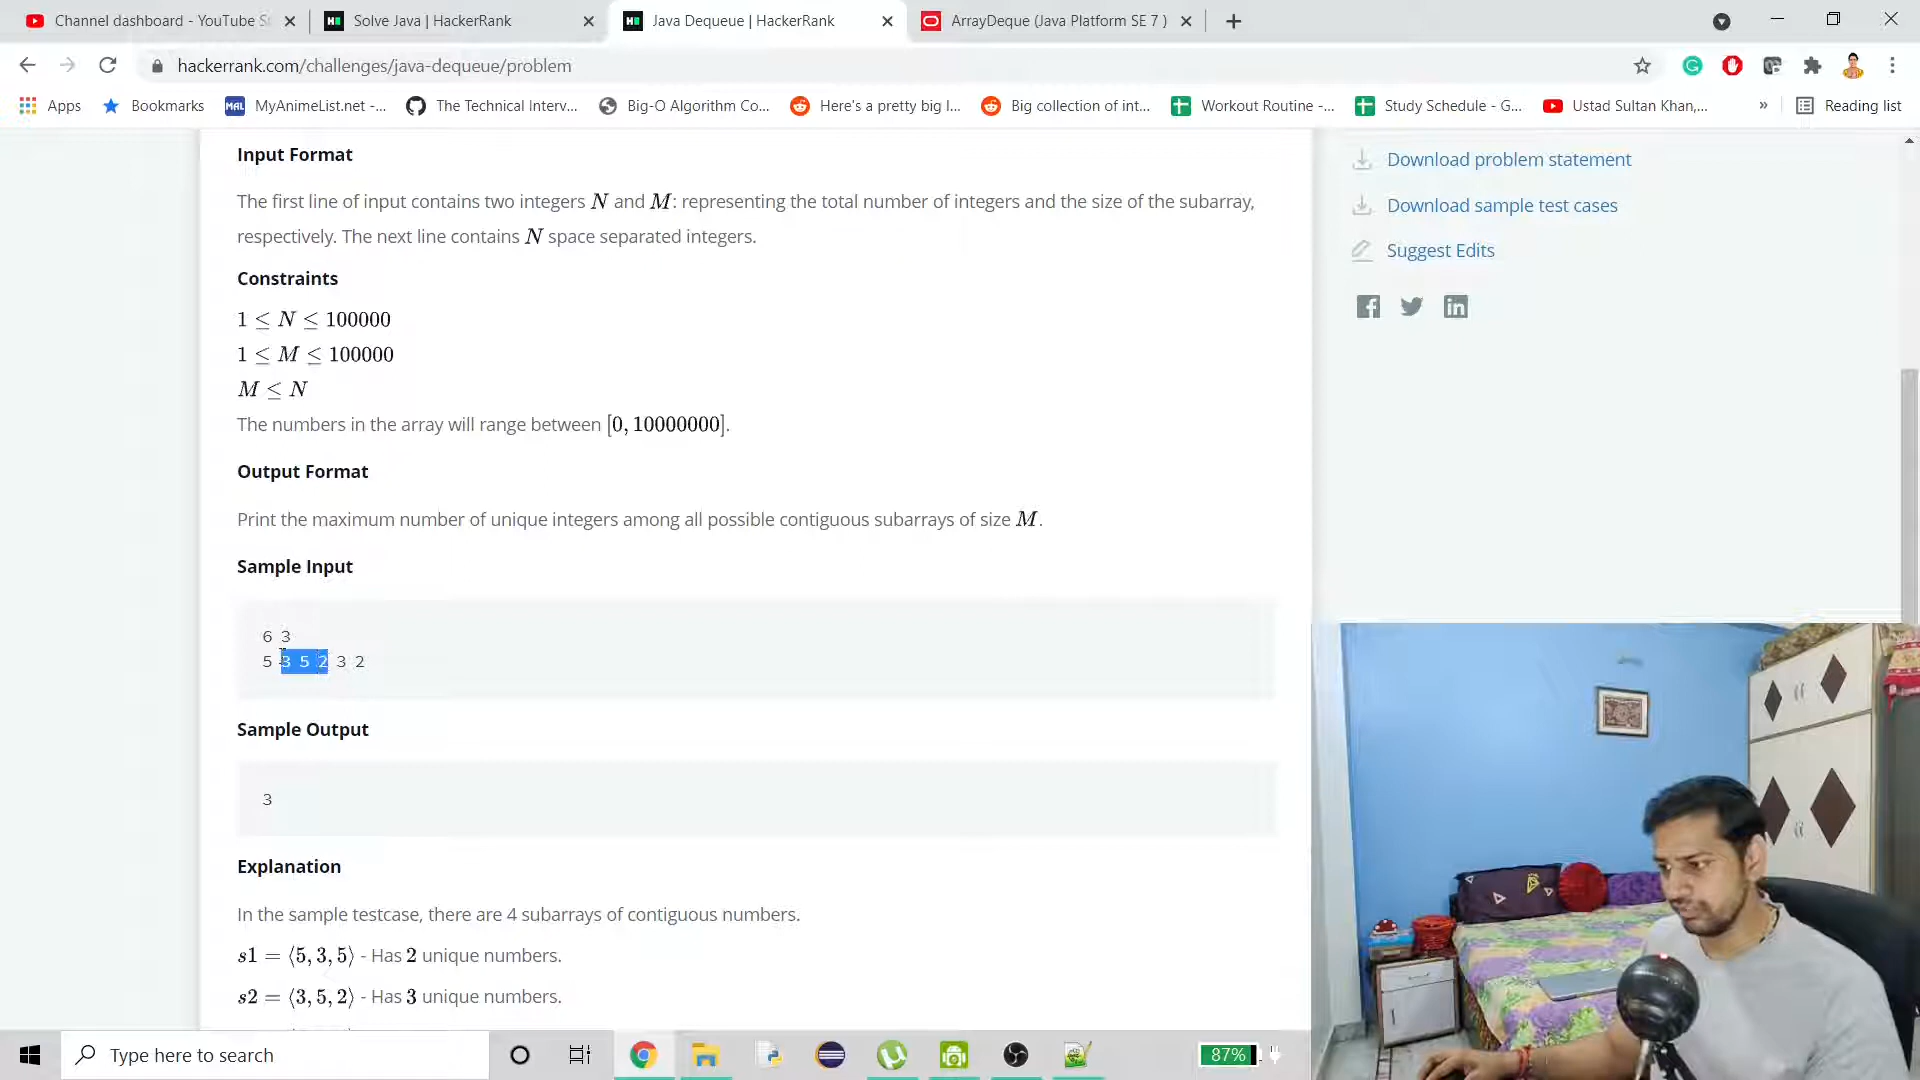 Channel dashboard - YouTube S
Solve Java | HackerRank
Java Dequeue | HackerRank
ArrayDeque (Java Platform SE 7 )
hackerrank.com/challenges/java-dequeue/problem
Apps
Bookmarks
MAL MyAnimeList.net -...
The Technical Interv...
Big-O Algorithm Co...
Here's a pretty big l...
Big collection of int...
Workout Routine -...
Study Schedule - G...
Ustad Sultan Khan,...
»
Reading list
Input Format
The first line of input contains two integers N and M: representing the total number of integers and the size of the subarray,
respectively. The next line contains N space separated integers.
Constraints
1 ≤ N ≤ 100000
1 ≤ M ≤ 100000
M ≤ N
The numbers in the array will range between [0, 10000000].
Output Format
Print the maximum number of unique integers among all possible contiguous subarrays of size M.
Sample Input
6 3
5 3 5 2 3 2
Sample Output
3
Explanation
In the sample testcase, there are 4 subarrays of contiguous numbers.
s1 = ⟨5, 3, 5⟩ - Has 2 unique numbers.
s2 = ⟨3, 5, 2⟩ - Has 3 unique numbers.
Download problem statement
Download sample test cases
Suggest Edits
Type here to search
87%